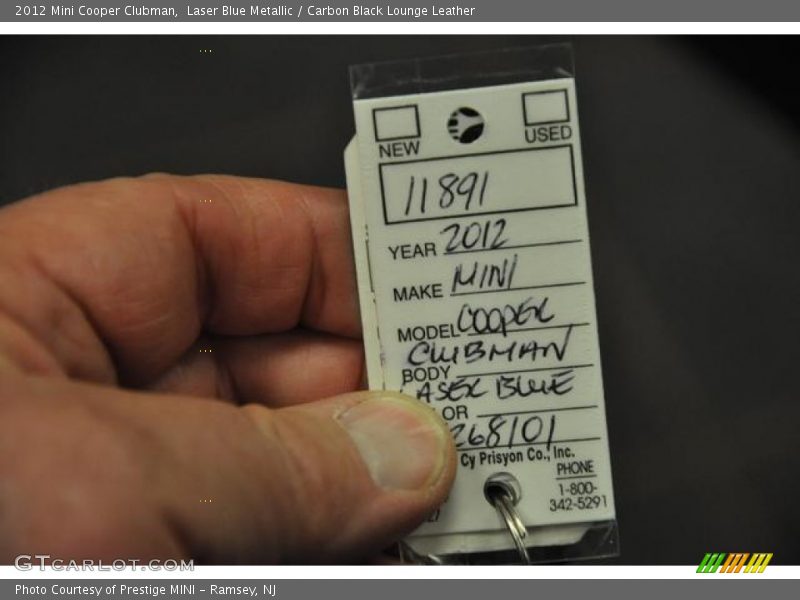 2012 Mini Cooper Clubman,  Laser Blue Metallic / Carbon Black Lounge Leather
NEW USED
11891
YEAR 2012
MAKE MINI
MODEL COOPER
CLUBMAN
BODY
LASER BLUE
OR
268101
Cy Prisyon Co., Inc.
PHONE
1-800-
342-5291
GTCARLOT.COM
Photo Courtesy of Prestige MINI - Ramsey, NJ